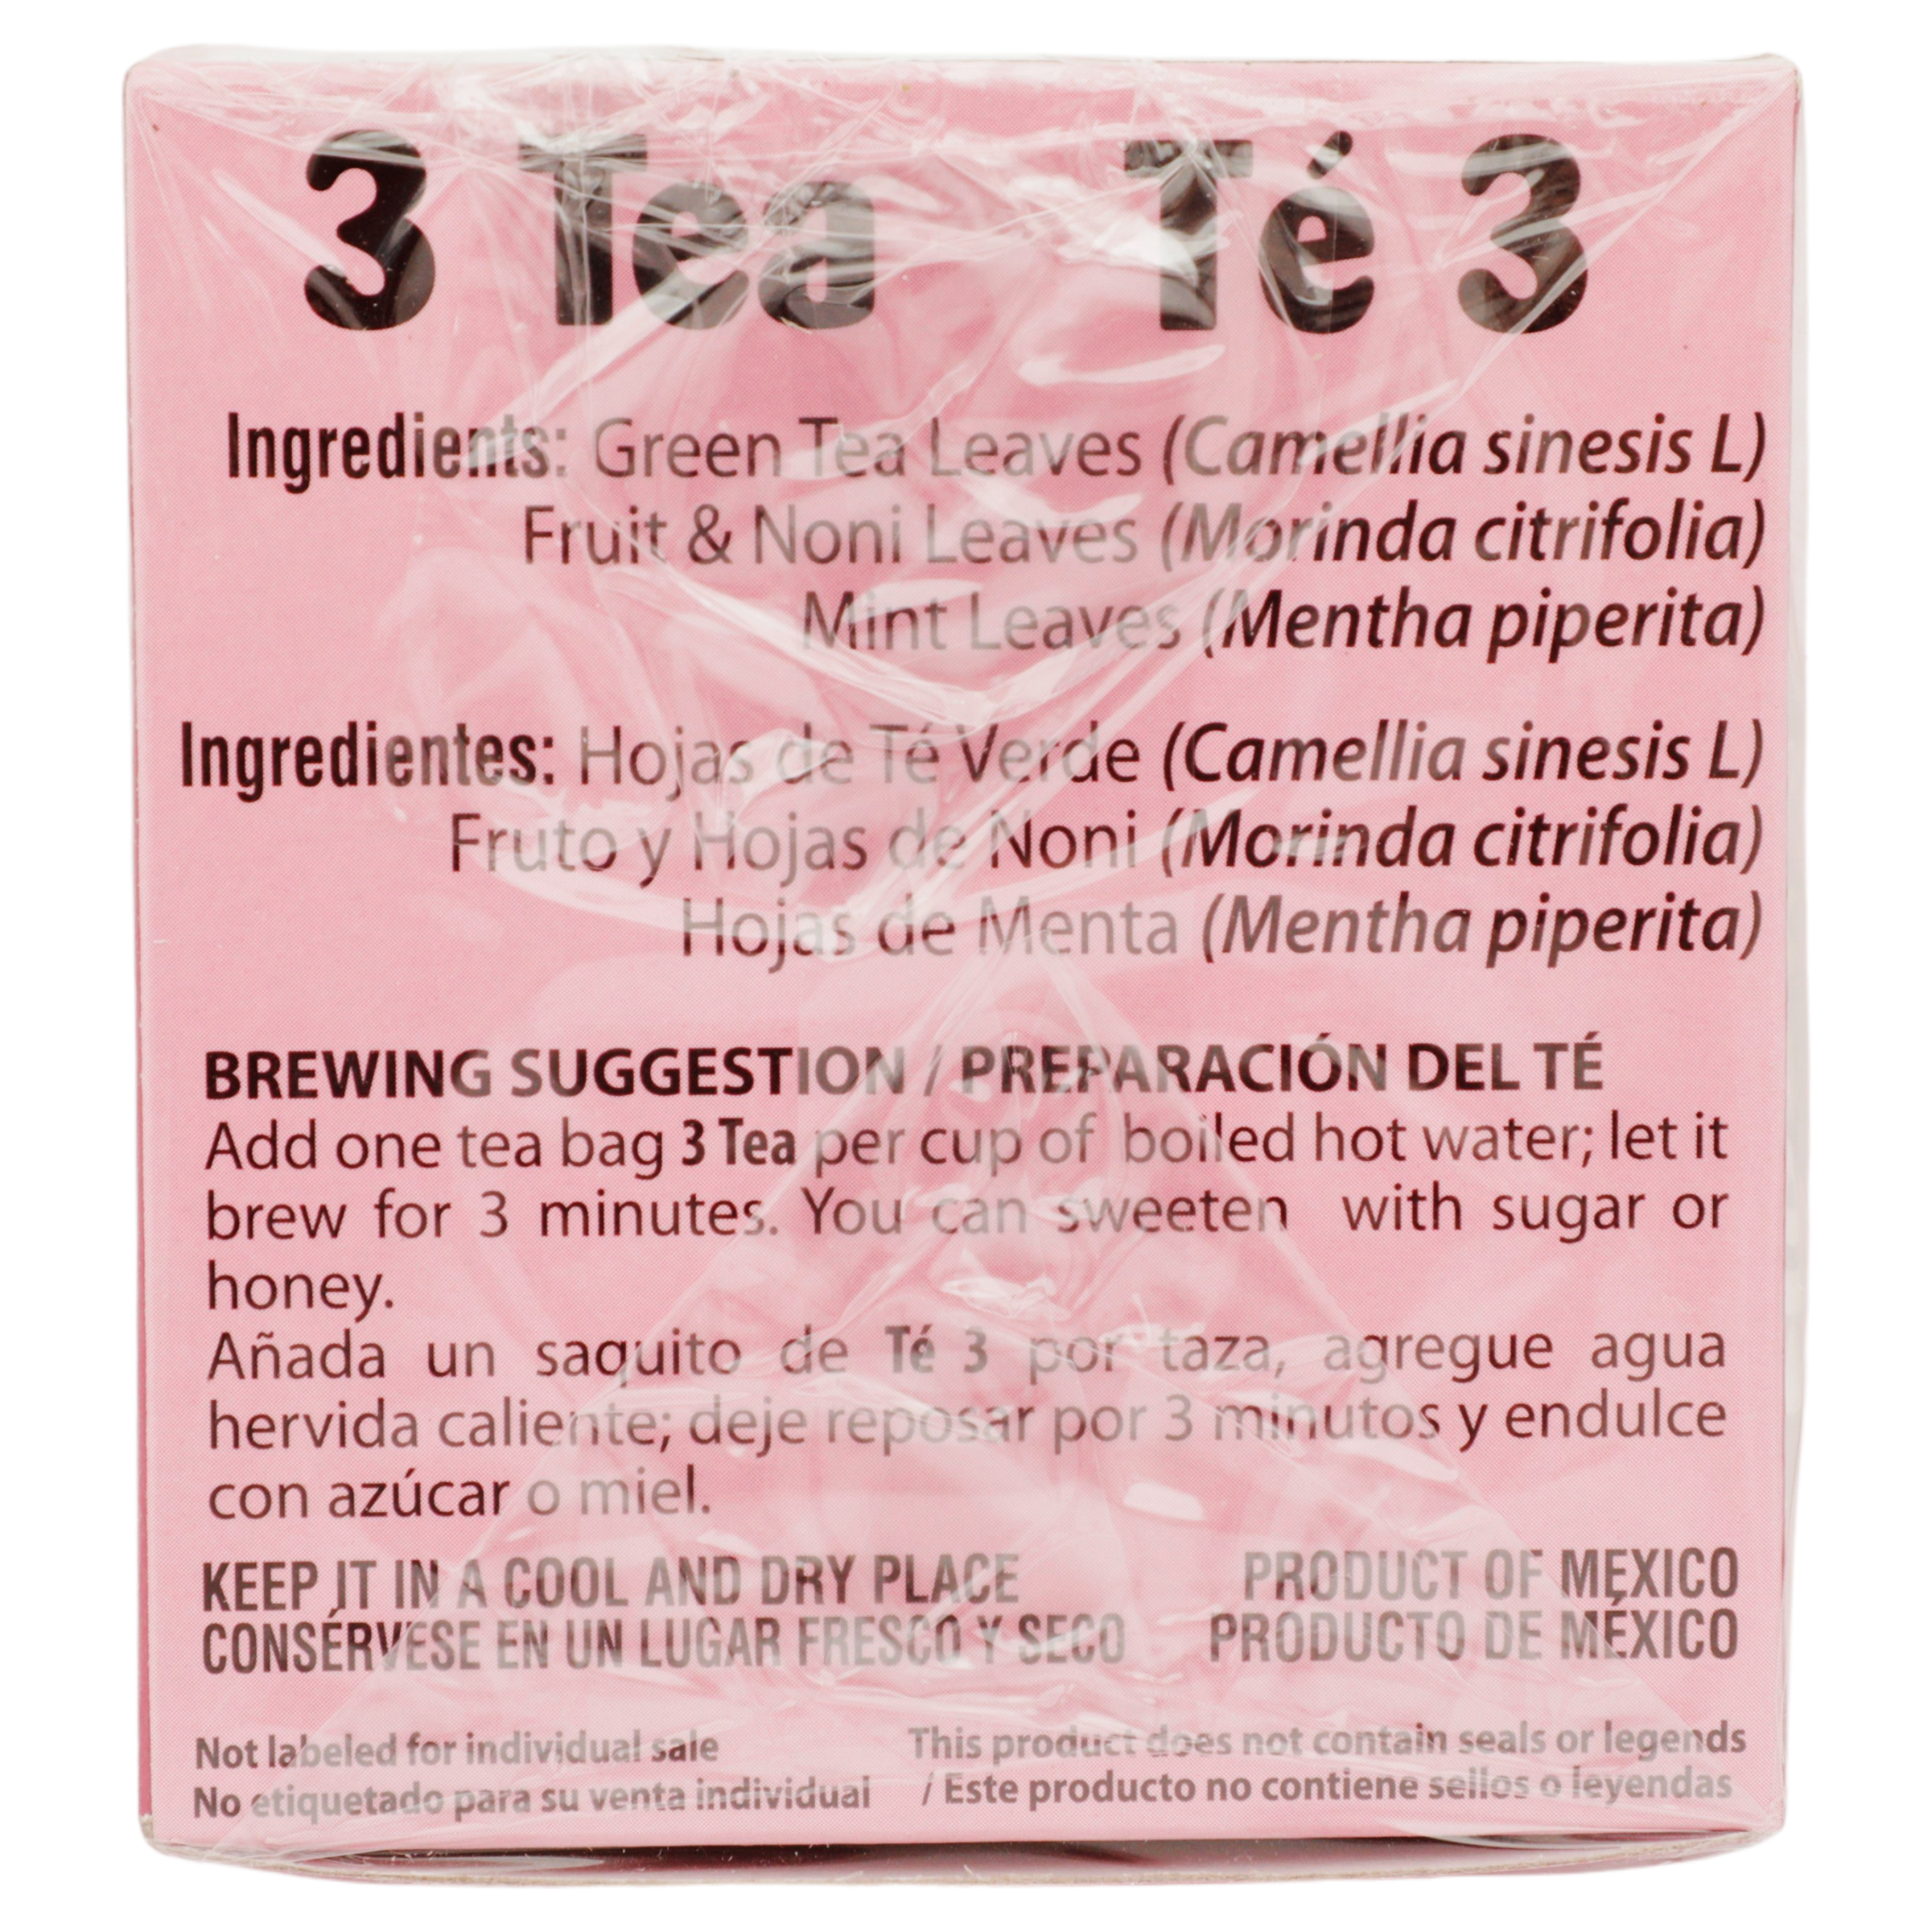 3 Tea Té 3
Ingredients: Green Tea Leaves (Camellia sinesis L)
Fruit & Noni Leaves (Morinda citrifolia)
Mint Leaves (Mentha piperita)
Ingredientes: Hojas de Té Verde (Camellia sinesis L)
Fruto y Hojas de Noni (Morinda citrifolia)
Hojas de Menta (Mentha piperita)
BREWING SUGGESTION / PREPARACIÓN DEL TÉ
Add one tea bag 3 Tea per cup of boiled hot water; let it
brew for 3 minutes. You can sweeten with sugar or
honey.
Añada un saquito de Té 3 por taza, agregue agua
hervida caliente; deje reposar por 3 minutos y endulce
con azúcar o miel.
KEEP IT IN A COOL AND DRY PLACE
CONSÉRVESE EN UN LUGAR FRESCO Y SECO
PRODUCT OF MEXICO
PRODUCTO DE MÉXICO
Not labeled for individual sale
No etiquetado para su venta individual
This product does not contain seals or legends
/ Este producto no contiene sellos o leyendas